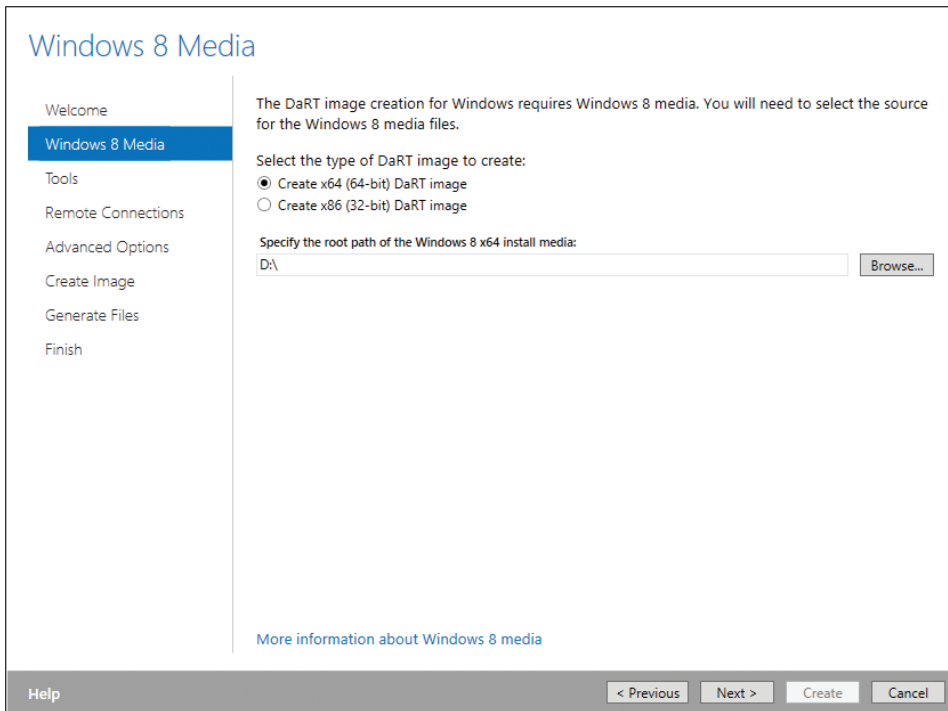 Windows 8 Media
Welcome
Windows 8 Media
Tools
Remote Connections
Advanced Options
Create Image
Generate Files
Finish
The DaRT image creation for Windows requires Windows 8 media. You will need to select the source
for the Windows 8 media files.
Select the type of DaRT image to create:
Create x64 (64-bit) DaRT image
Create x86 (32-bit) DaRT image
Specify the root path of the Windows 8 x64 install media:
D:\
Browse...
More information about Windows 8 media
Help
< Previous
Next >
Create
Cancel